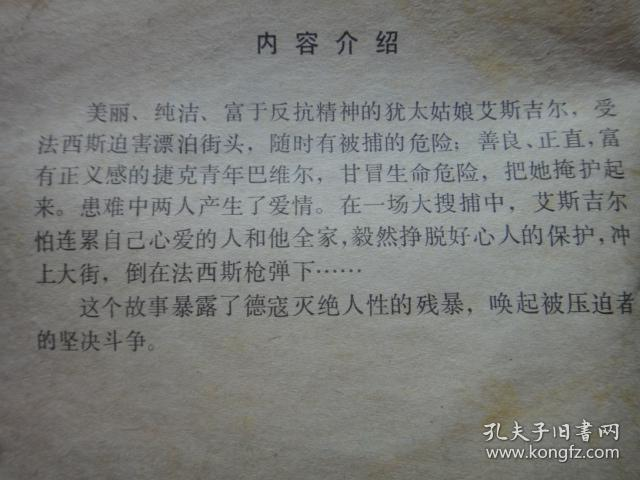 内容介绍
美丽、纯洁、富于反抗精神的犹太姑娘艾斯吉尔，受
法西斯迫害漂泊街头，随时有被捕的危险；善良、正直，富
有正义感的捷克青年巴维尔，甘冒生命危险，把她掩护起
来。患难中两人产生了爱情。在一场大搜捕中，艾斯吉尔
怕连累自己心爱的人和他全家，毅然挣脱好心人的保护，冲
上大街，倒在法西斯枪弹下……
这个故事暴露了德寇灭绝人性的残暴，唤起被压迫者
的坚决斗争。
孔夫子旧书网
www.kongfz.com